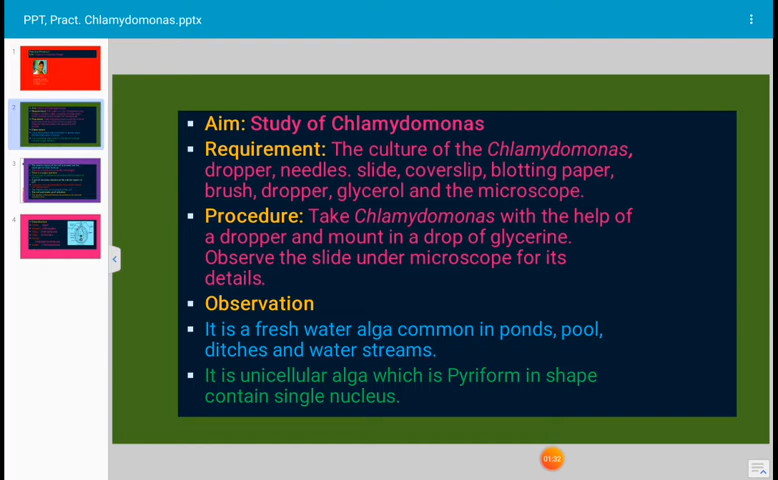 PPT, Pract. Chlamydomonas.pptx
1
2
3
4
Aim: Study of Chlamydomonas
Requirement: The culture of the Chlamydomonas,
dropper, needles. slide, coverslip, blotting paper,
brush, dropper, glycerol and the microscope.
Procedure: Take Chlamydomonas with the help of
a dropper and mount in a drop of glycerine.
Observe the slide under microscope for its
details.
Observation
It is a fresh water alga common in ponds, pool,
ditches and water streams.
It is unicellular alga which is Pyriform in shape
contain single nucleus.
01:32